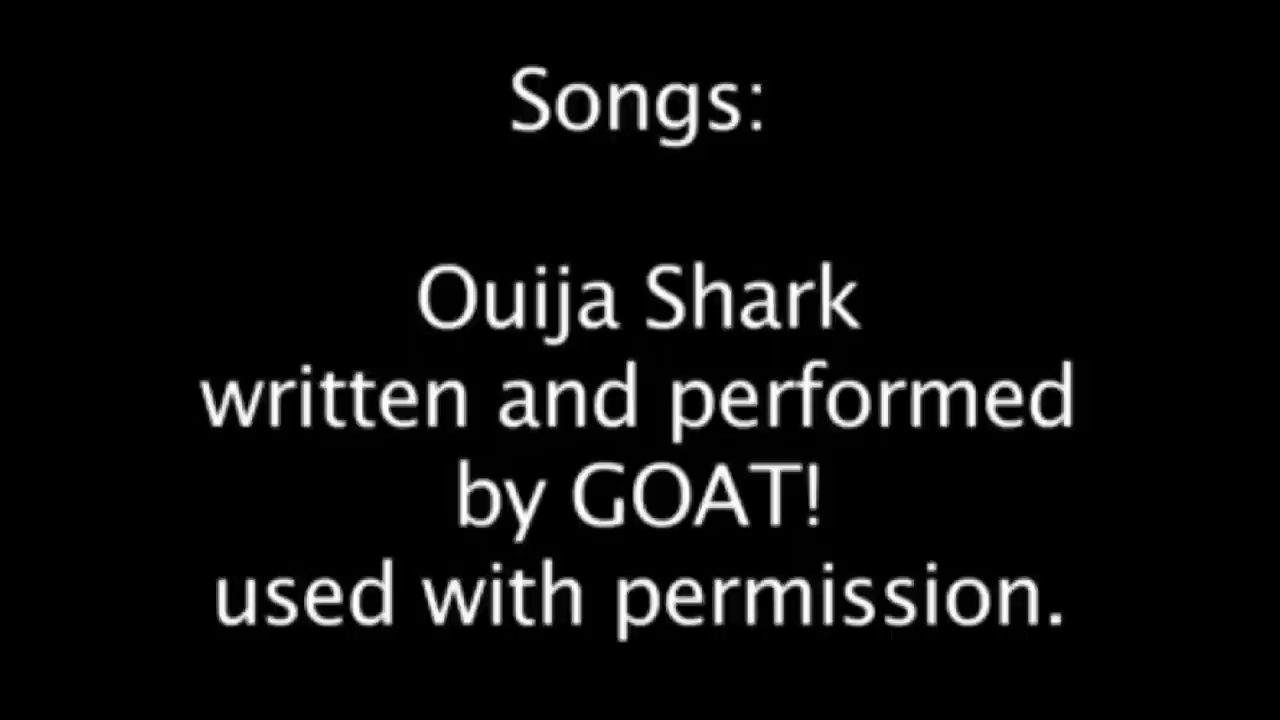 Songs:
Ouija Shark
written and performed
by GOAT!
used with permission.